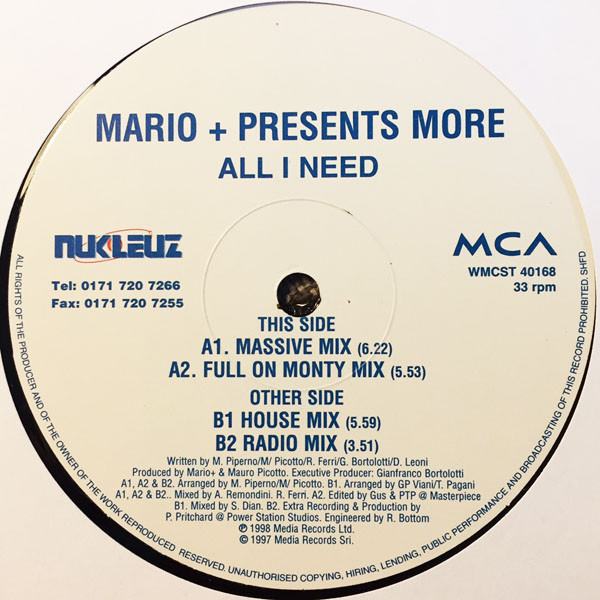 MARIO + PRESENTS MORE
ALL I NEED
NUKLEUZ
Tel: 0171 720 7266
Fax: 0171 720 7255
MCA
WMCST 40168
33 rpm
THIS SIDE
A1. MASSIVE MIX (6.22)
A2. FULL ON MONTY MIX (5.53)
OTHER SIDE
B1 HOUSE MIX (5.59)
B2 RADIO MIX (3.51)
Written by M. Piperno/M/ Picotto/R. Ferri/G. Bortolotti/D. Leoni
Produced by Mario+ & Mauro Picotto. Executive Producer: Gianfranco Bortolotti
A1, A2 & B2. Arranged by M. Piperno/M. Picotto. B1. Arranged by GP Viani/T. Pagani
A1, A2 & B2.. Mixed by A. Remondini. R. Ferri. A2. Edited by Gus & PTP @ Masterpiece
B1. Mixed by S. Dian. B2. Extra Recording & Production by
P. Pritchard @ Power Station Studios. Engineered by R. Bottom
℗ 1998 Media Records Ltd.
© 1997 Media Records Sri.
ALL RIGHTS OF THE PRODUCER AND OF THE OWNER OF THE WORK REPRODUCED RESERVED. UNAUTHORISED COPYING, HIRING, LENDING, PUBLIC PERFORMANCE AND BROADCASTING OF THIS RECORD PROHIBITED. SHFD